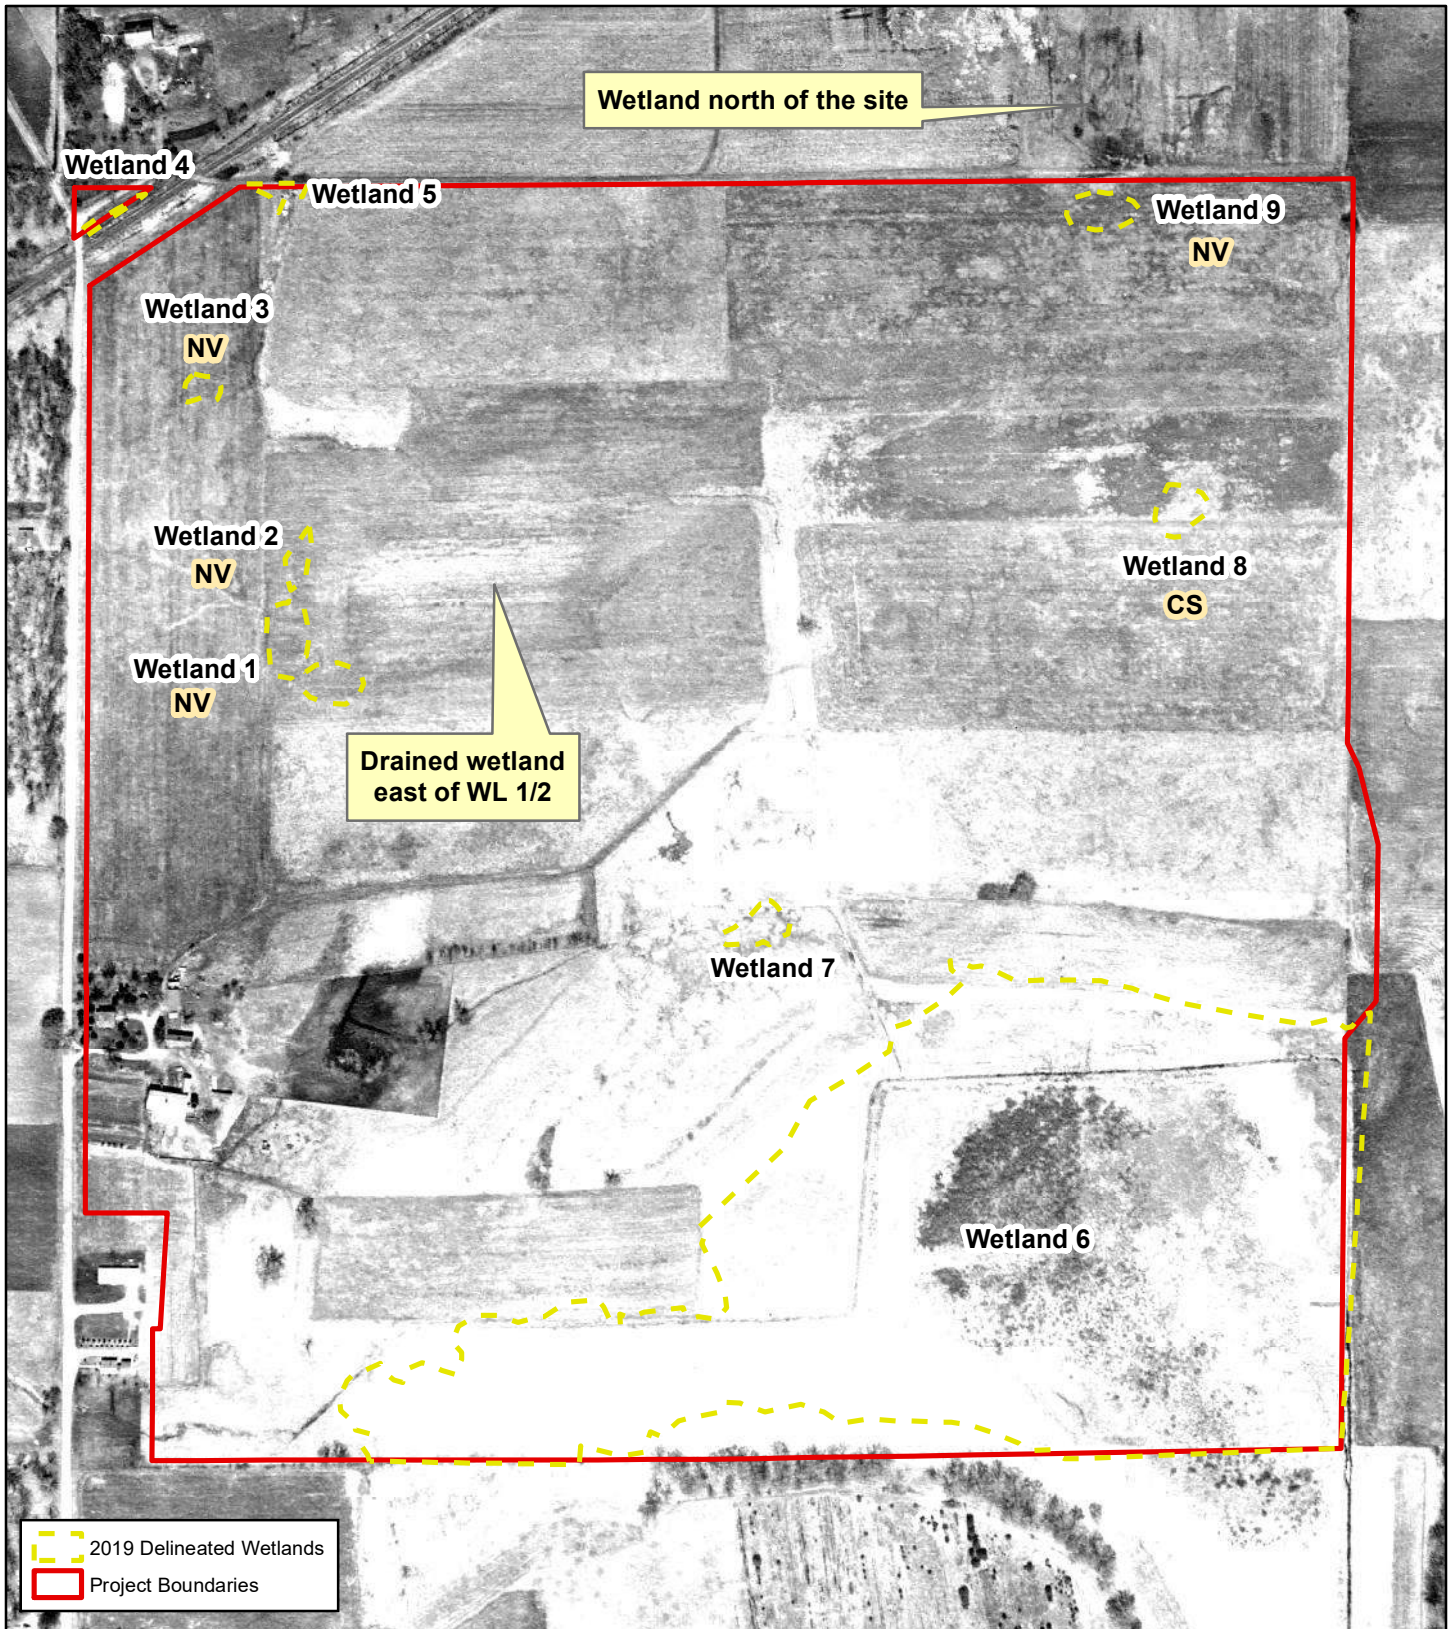 Wetland north of the site
Wetland 4
Wetland 5
Wetland 9
NV
Wetland 3
NV
Wetland 2
NV
Wetland 8
CS
Wetland 1
NV
Drained wetland
east of WL 1/2
Wetland 7
Wetland 6
2019 Delineated Wetlands
Project Boundaries